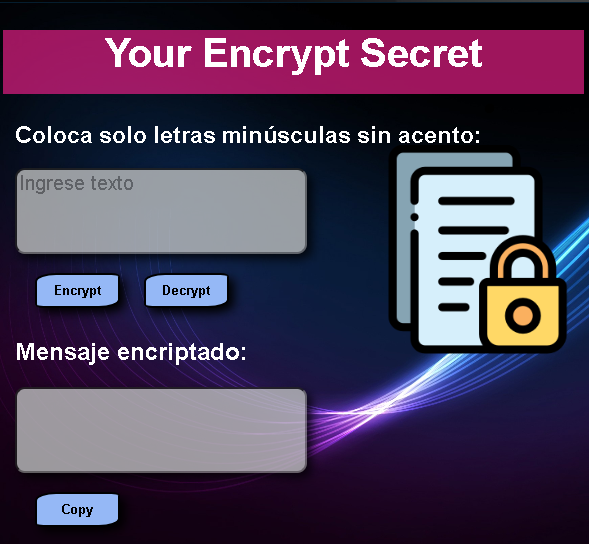 Your Encrypt Secret
Coloca solo letras minúsculas sin acento:
Ingrese texto
Encrypt Decrypt
Mensaje encriptado:
Copy